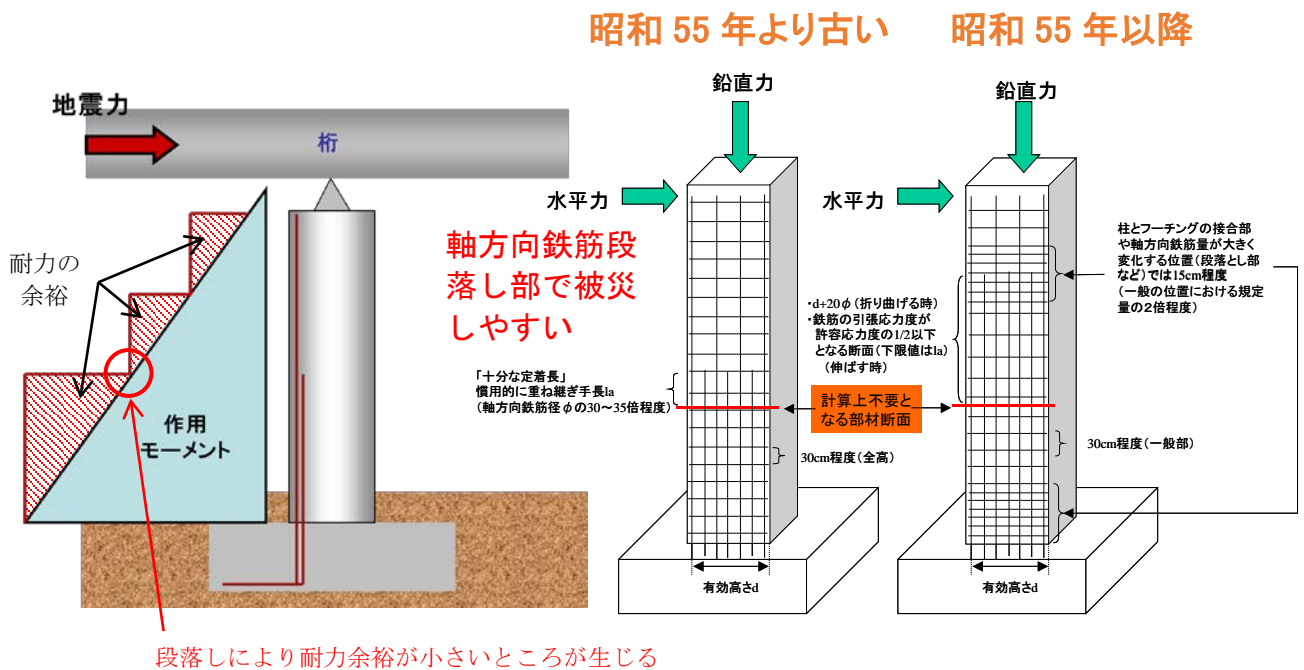 昭和 55 年より古い
昭和 55 年以降
地震力
桁
耐力の
余裕
作用
モーメント
軸方向鉄筋段
落し部で被災
しやすい
段落しにより耐力余裕が小さいところが生じる
鉛直力
水平力
「十分な定着長」
慣用的に重ね継ぎ手長la
(軸方向鉄筋径φの30～35倍程度)
30cm程度(全高)
有効高さd
計算上不要と
なる部材断面
鉛直力
水平力
・d+20φ(折り曲げる時)
・鉄筋の引張応力度が
許容応力度の1/2以下
となる断面(下限値はla)
(伸ばす時)
柱とフーチングの接合部
や軸方向鉄筋量が大きく
変化する位置(段落とし部
など)では15cm程度
(一般の位置における規定
量の2倍程度)
30cm程度(一般部)
有効高さd